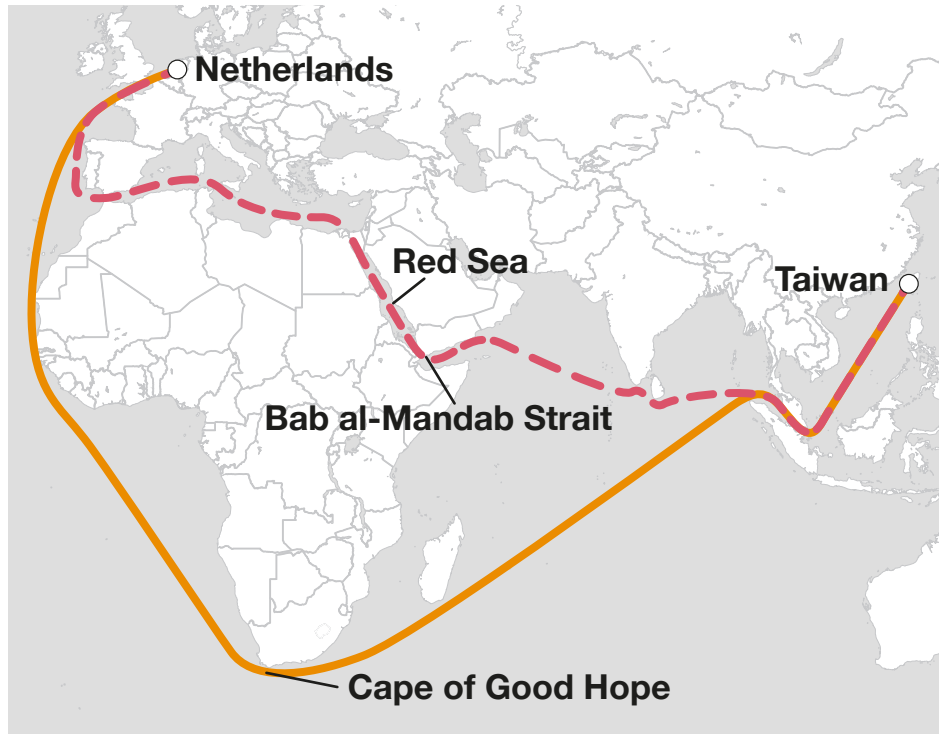 Netherlands
Red Sea
Taiwan
Bab al-Mandab Strait
Cape of Good Hope